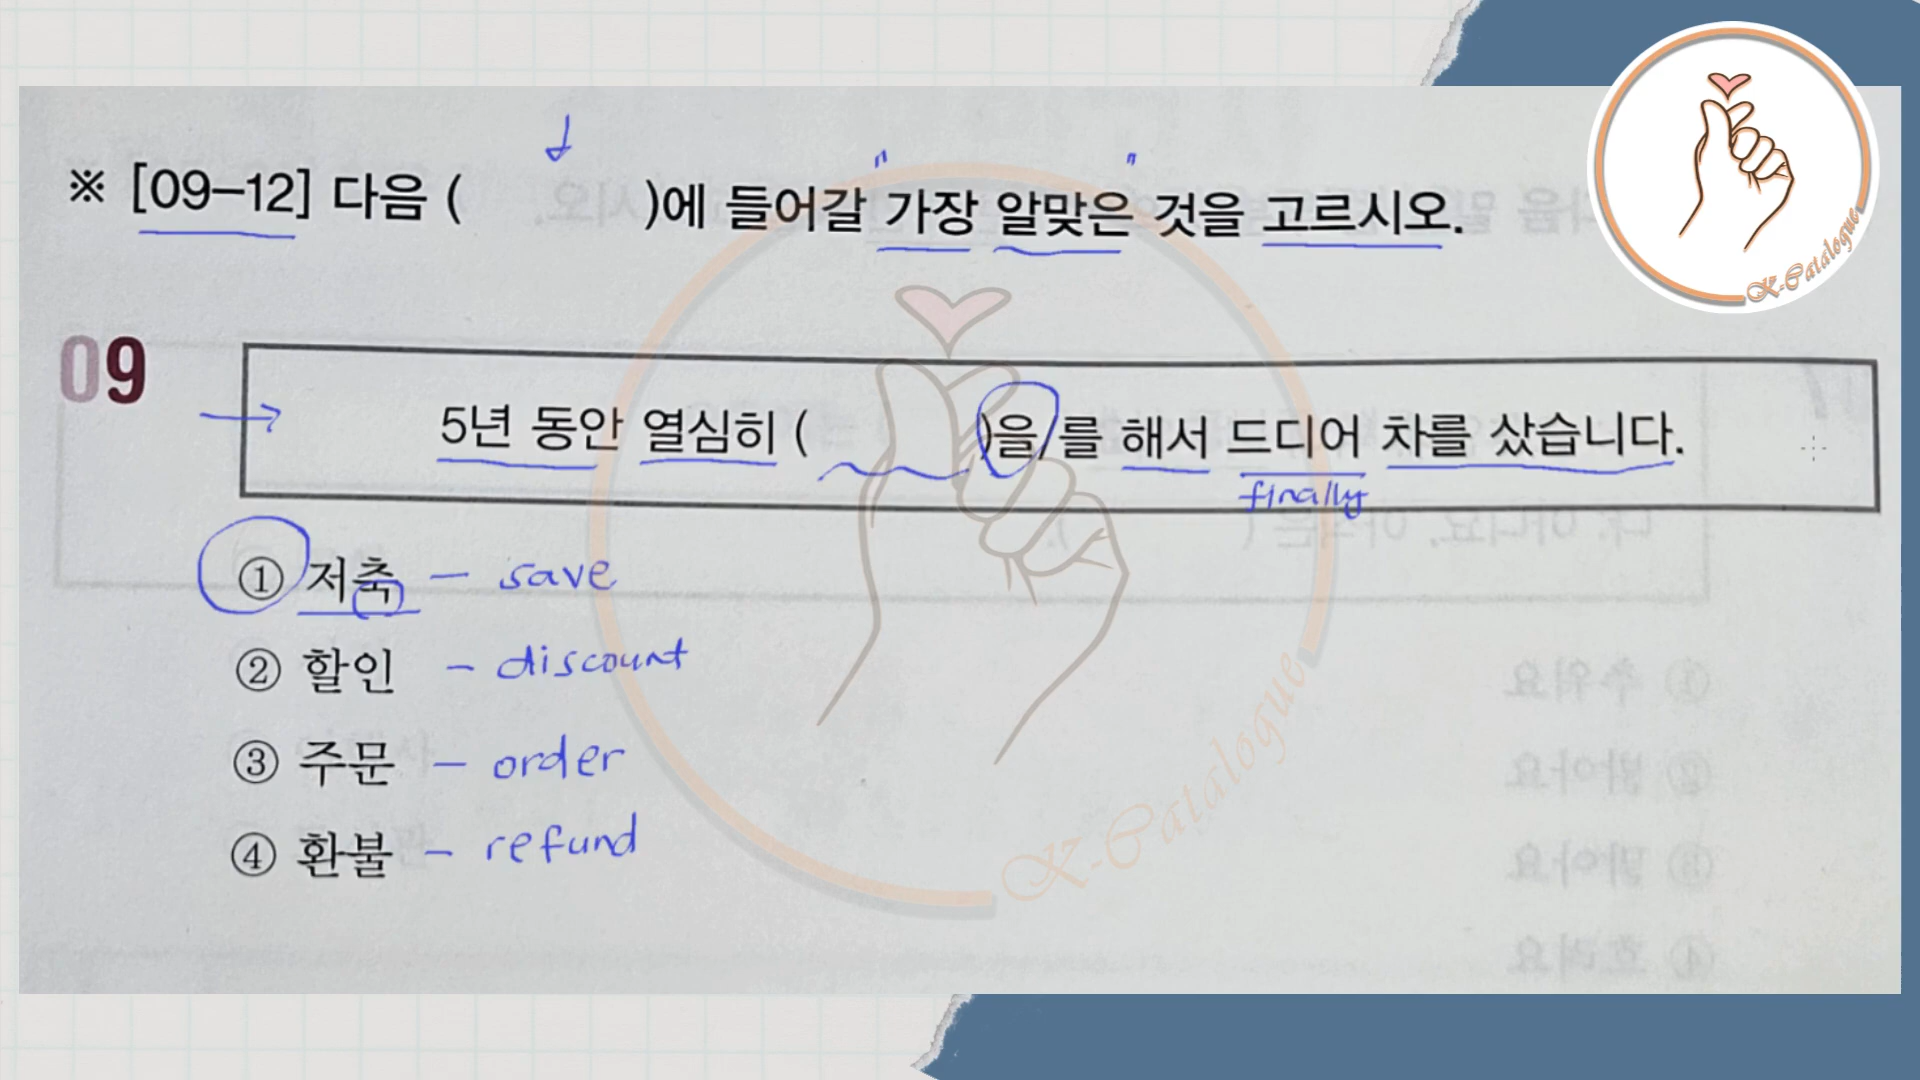 ※ [09-12] 다음 ( )에 들어갈 가장 알맞은 것을 고르시오.
09
5년 동안 열심히 ( )을/를 해서 드디어 차를 샀습니다.
finally
① 저축 - save
② 할인 - discount
③ 주문 - order
④ 환불 - refund
K-Catalogue
K-Catalogue